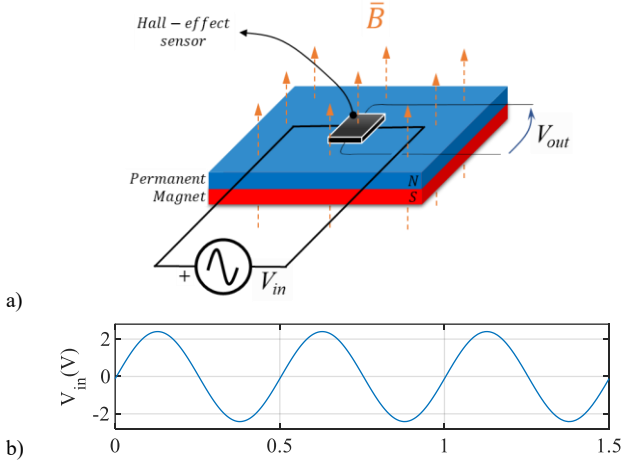 Hall – effect
sensor
B̄
V_out
Permanent N
Magnet S
+
V_in
a)
V_in(V)
2
0
-2
0 0.5 1 1.5
b)